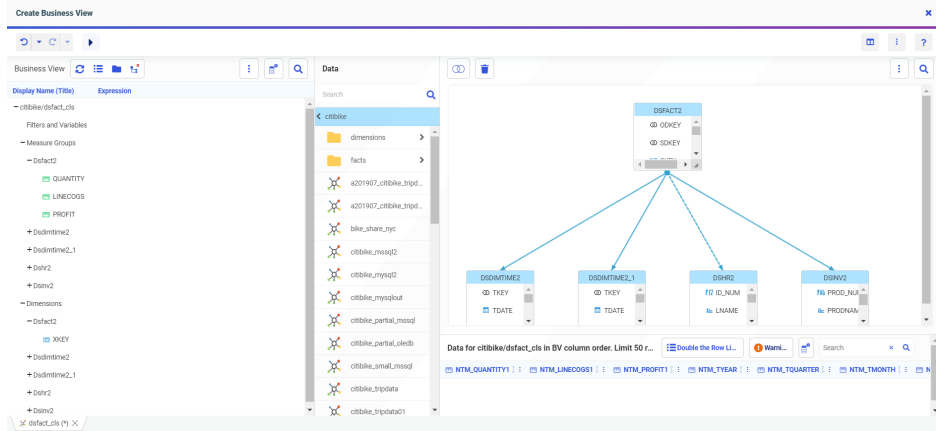 Create Business View
Business View
Data
Display Name (Title) Expression
citibike/dsfact_cls
Filters and Variables
Measure Groups
Dsfact2
QUANTITY
LINECOGS
PROFIT
Dsdimtime2
Dsdimtime2_1
Dshr2
Dsinv2
Dimensions
Dsfact2
XKEY
Dsdimtime2
Dsdimtime2_1
Dshr2
Dsinv2
dsfact_cls (*)
Search
citibike
dimensions
facts
a201907_citibike_tripd...
a201907_citibike_tripd...
bike_share_nyc
citibike_mssql2
citibike_mysql2
citibike_mysqlout
citibike_partial_mssql
citibike_partial_oledb
citibike_small_mssql
citibike_tripdata
citibike_tripdata01
DSFACT2
ODKEY
SDKEY
DSDIMTIME2
TKEY
TDATE
DSDIMTIME2_1
TKEY
TDATE
DSHR2
ID_NUM
LNAME
DSINV2
PROD_NUM
PRODNAM
Data for citibike/dsfact_cls in BV column order. Limit 50 r...
Double the Row Li...
Warni...
Search
NTM_QUANTITY1 NTM_LINECOGS1 NTM_PROFIT1 NTM_TYEAR NTM_TQUARTER NTM_TMONTH N